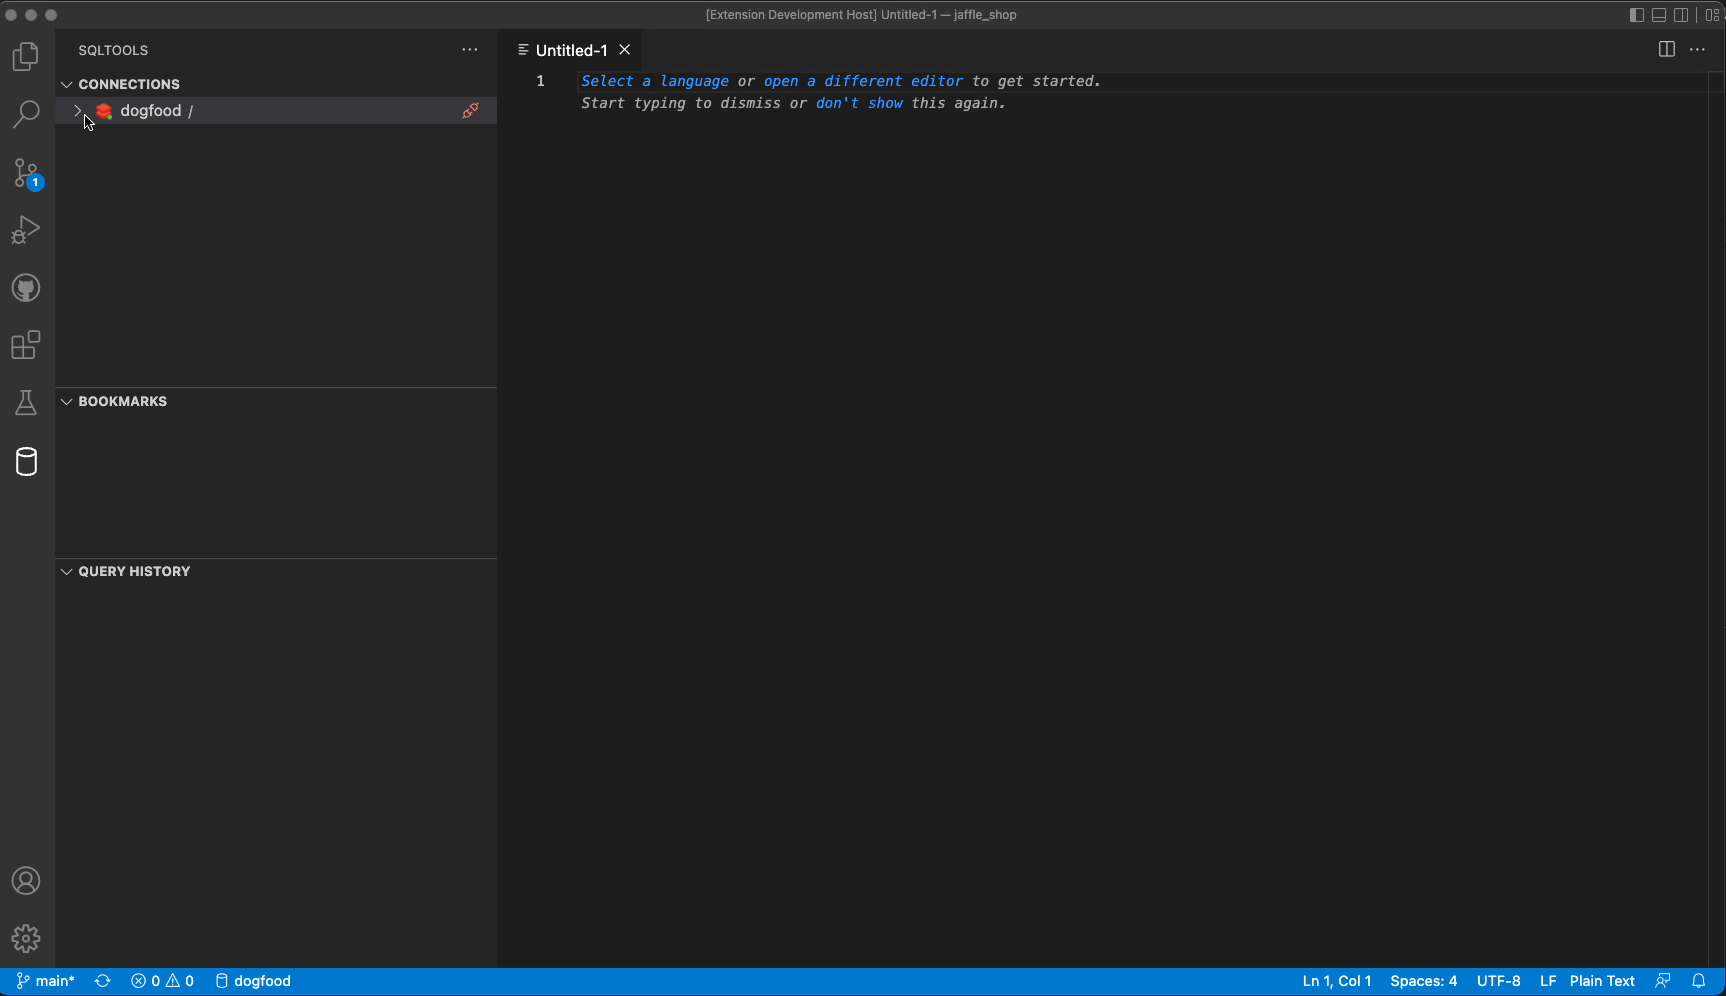 [Extension Development Host] Untitled-1 — jaffle_shop
SQLTOOLS
CONNECTIONS
dogfood /
1
BOOKMARKS
QUERY HISTORY
Untitled-1
1
Select a language or open a different editor to get started.
Start typing to dismiss or don't show this again.
main*
0
0
dogfood
Ln 1, Col 1
Spaces: 4
UTF-8
LF
Plain Text